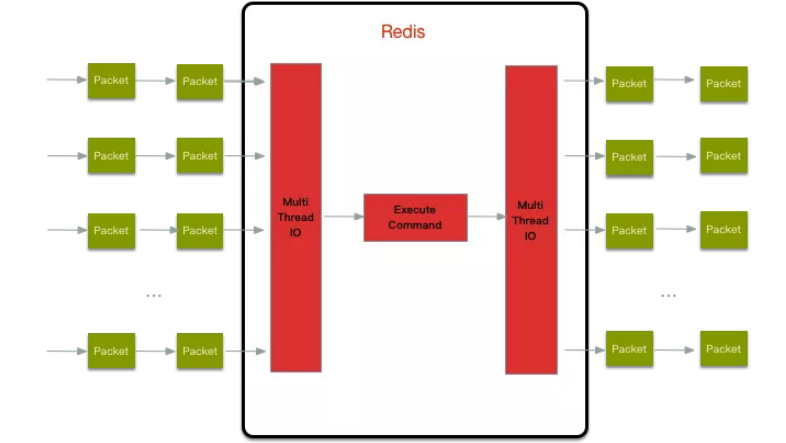 Redis
Packet Packet Packet Packet
Packet Packet Packet Packet
Multi
Thread
IO
Execute
Command
Multi
Thread
IO
Packet Packet Packet Packet
... ...
Packet Packet Packet Packet